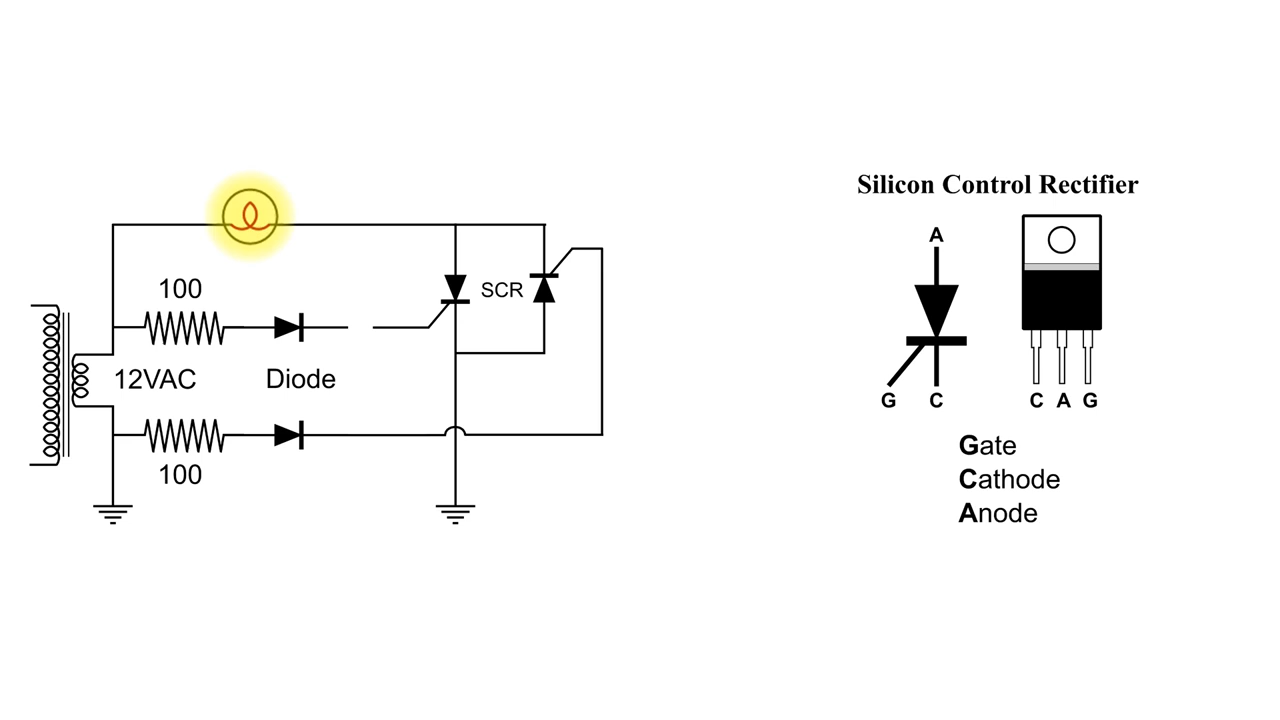 100
12VAC
Diode
100
SCR
Silicon Control Rectifier
A
G C
C A G
Gate
Cathode
Anode